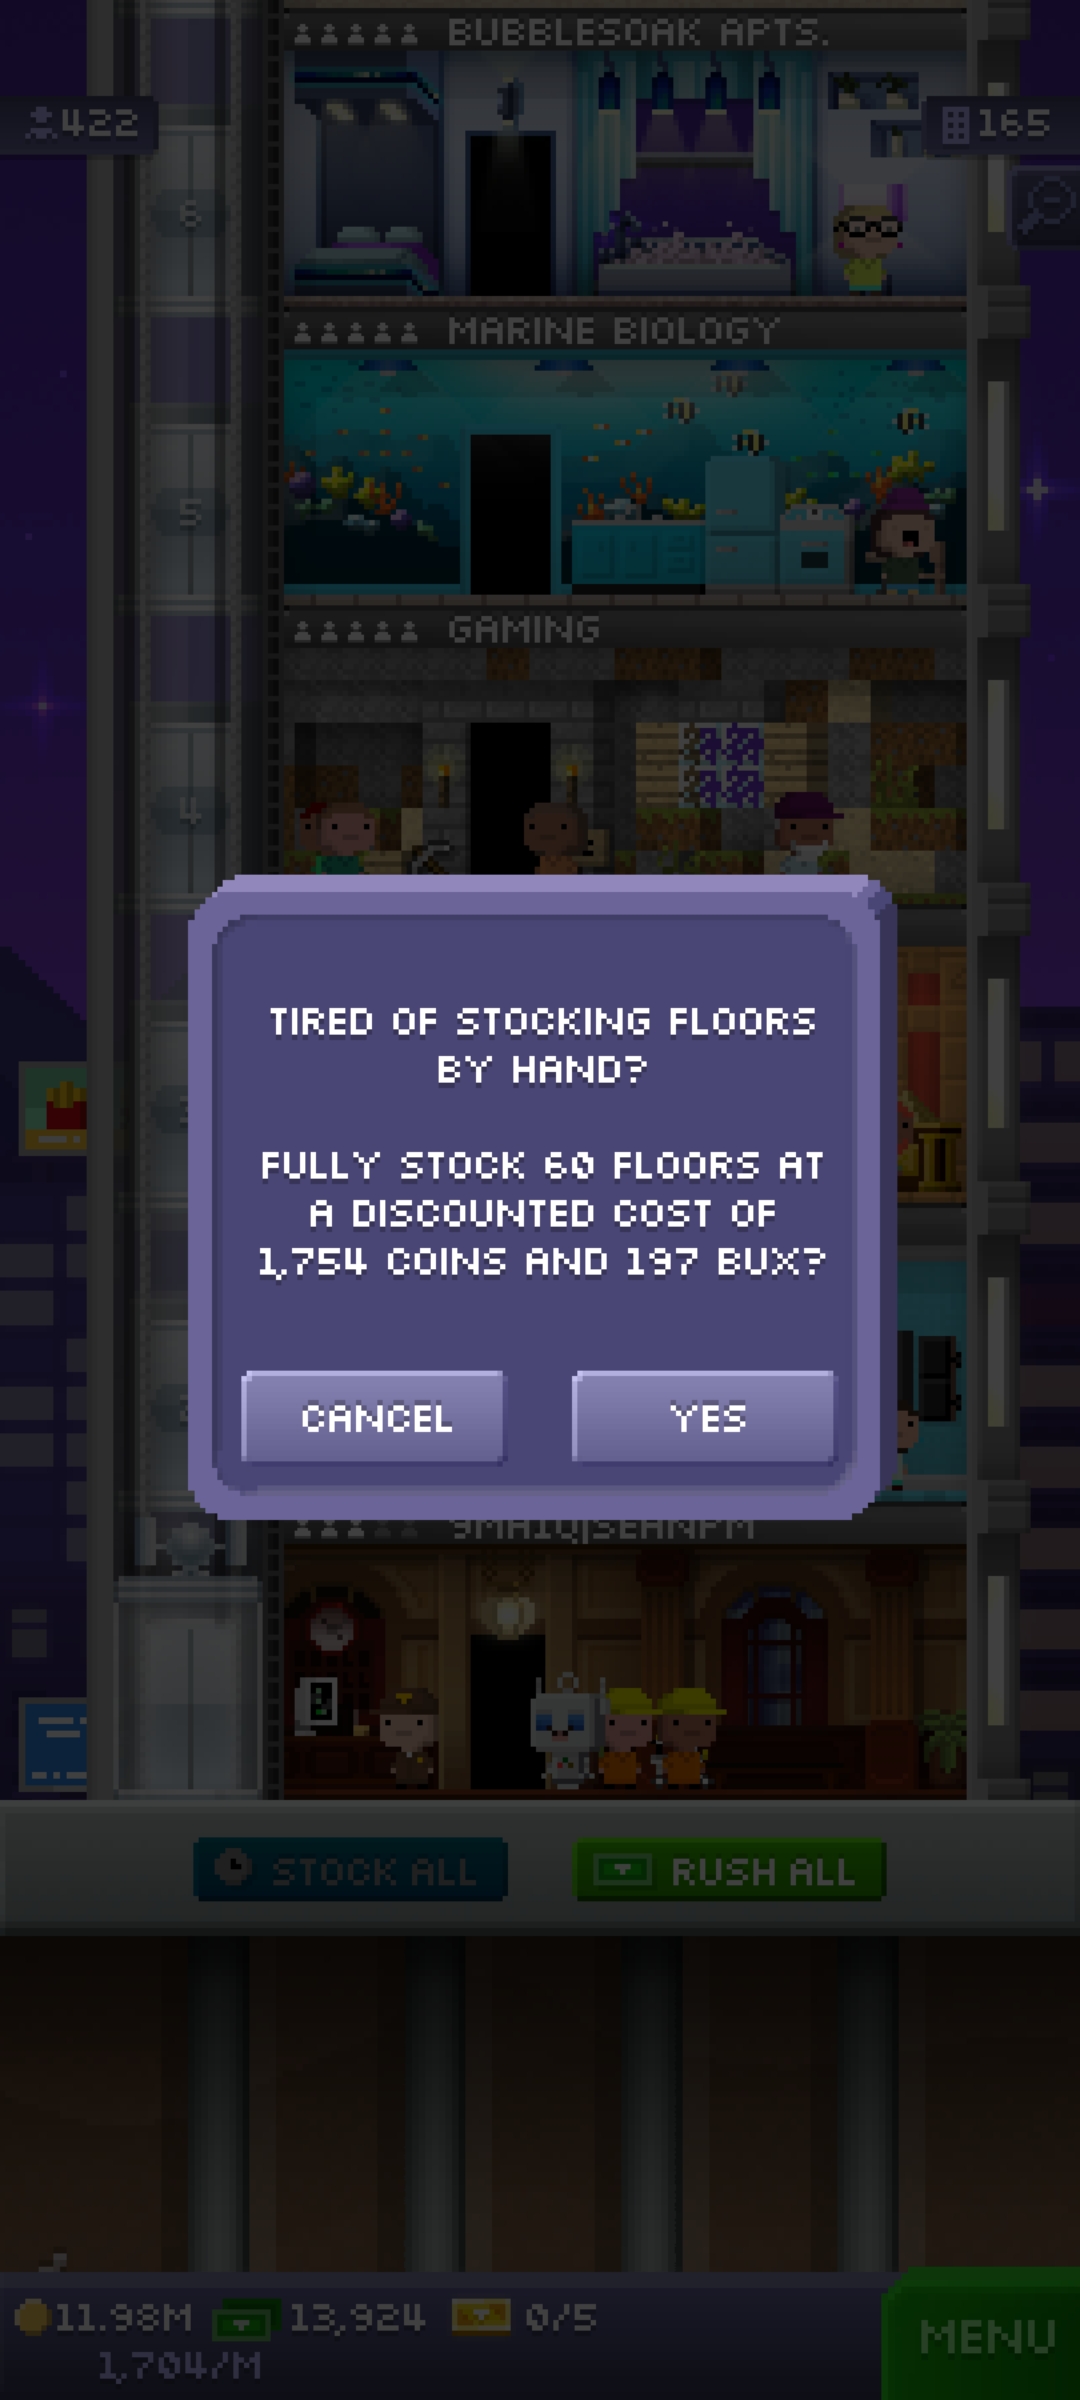 BUBBLESOAK APTS.
422
165
6
MARINE BIOLOGY
5
GAMING
4
TIRED OF STOCKING FLOORS
BY HAND?
FULLY STOCK 60 FLOORS AT
A DISCOUNTED COST OF
1,754 COINS AND 197 BUX?
CANCEL
YES
STOCK ALL
RUSH ALL
11.98M
13,924
0/5
1,704/M
MENU